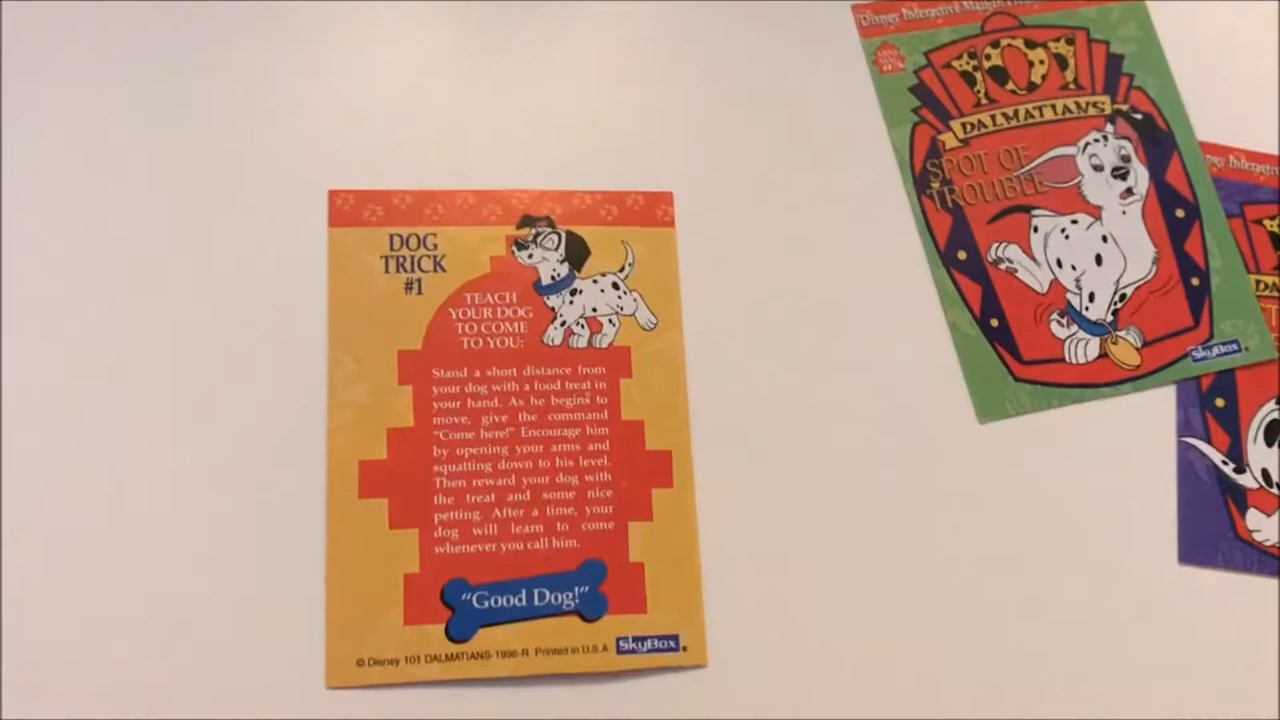 DOG
TRICK
#1
TEACH
YOUR DOG
TO COME
TO YOU:
Stand a short distance from
your dog with a food treat in
your hand. As he begins to
move, give the command
"Come here!" Encourage him
by opening your arms and
squatting down to his level.
Then reward your dog with
the treat and some nice
petting. After a time, your
dog will learn to come
whenever you call him.
"Good Dog!"
© Disney 101 DALMATIANS-1996-R Printed in U.S.A
SkyBox
Disney Interactive Mail-In
101
DALMATIANS
SPOT OF
TROUBLE
SkyBox
Interactive
DA